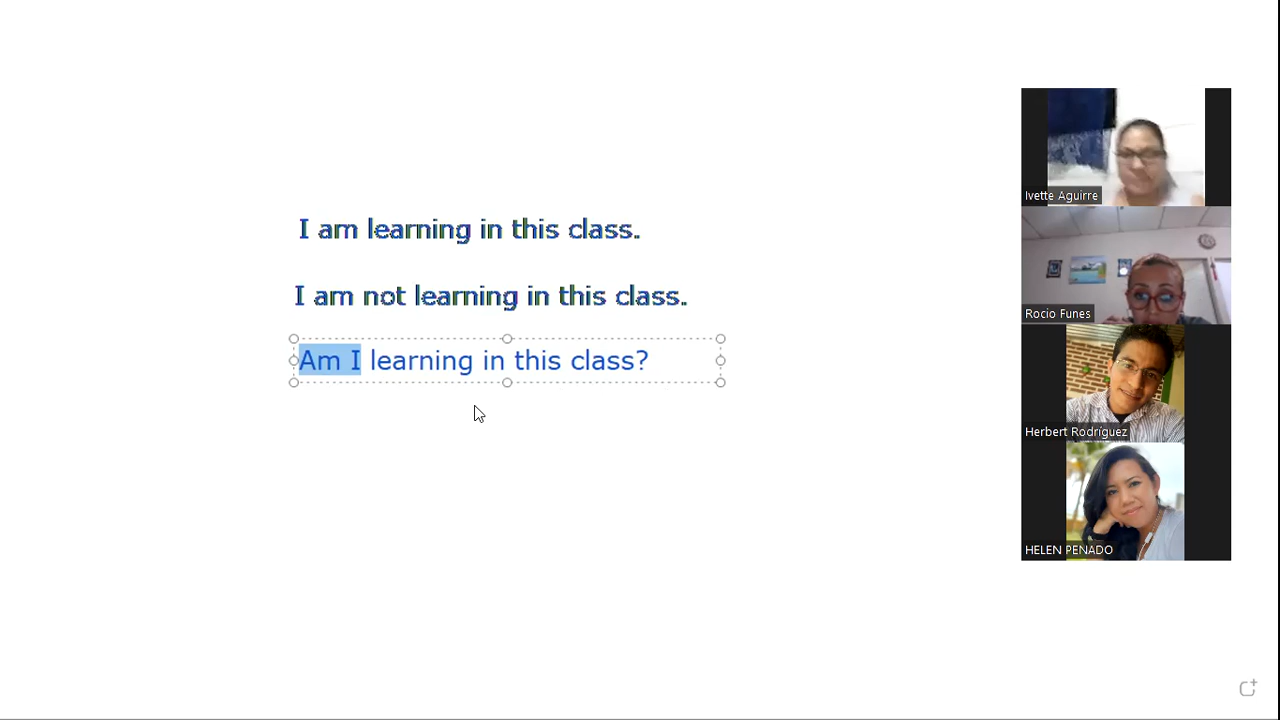 I am learning in this class.
I am not learning in this class.
Am I learning in this class?
Ivette Aguirre
Rocio Funes
Herbert Rodríguez
HELEN PENADO